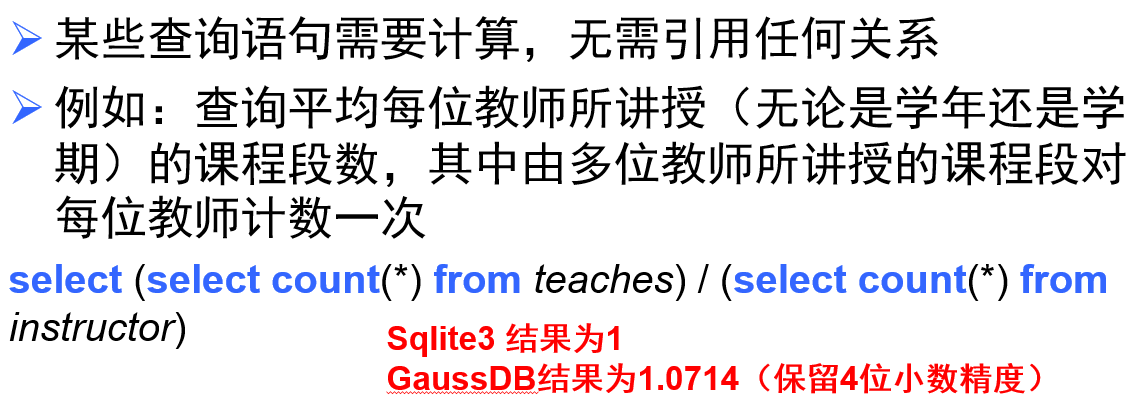 某些查询语句需要计算，无需引用任何关系
例如：查询平均每位教师所讲授（无论是学年还是学
期）的课程段数，其中由多位教师所讲授的课程段对
每位教师计数一次
select (select count(*) from teaches) / (select count(*) from
instructor)
Sqlite3 结果为1
GaussDB结果为1.0714（保留4位小数精度）